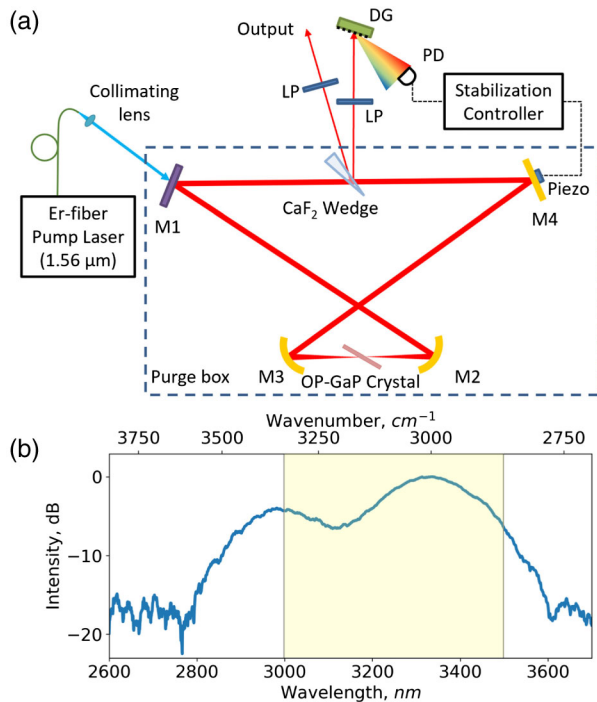 (a)
Output
DG
PD
LP
LP
Stabilization
Controller
Collimating
lens
Er-fiber
Pump Laser
(1.56 μm)
M1
CaF₂ Wedge
Piezo
M4
Purge box
M3
OP-GaP Crystal
M2
(b)
Wavenumber, cm⁻¹
3750 3500 3250 3000 2750
Intensity, dB
0
−10
−20
2600 2800 3000 3200 3400 3600
Wavelength, nm